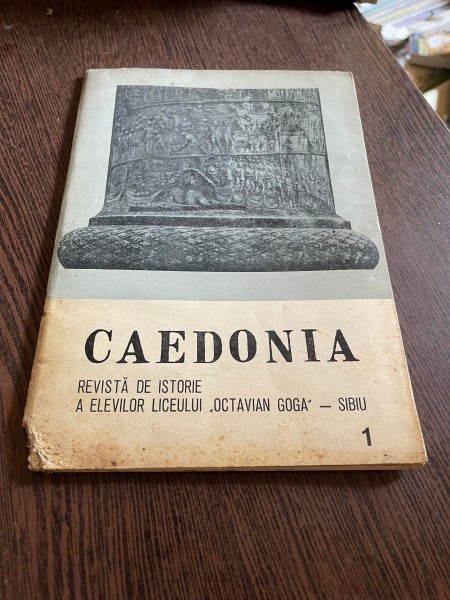 CAEDONIA
REVISTĂ DE ISTORIE
A ELEVILOR LICEULUI „OCTAVIAN GOGA" — SIBIU
1